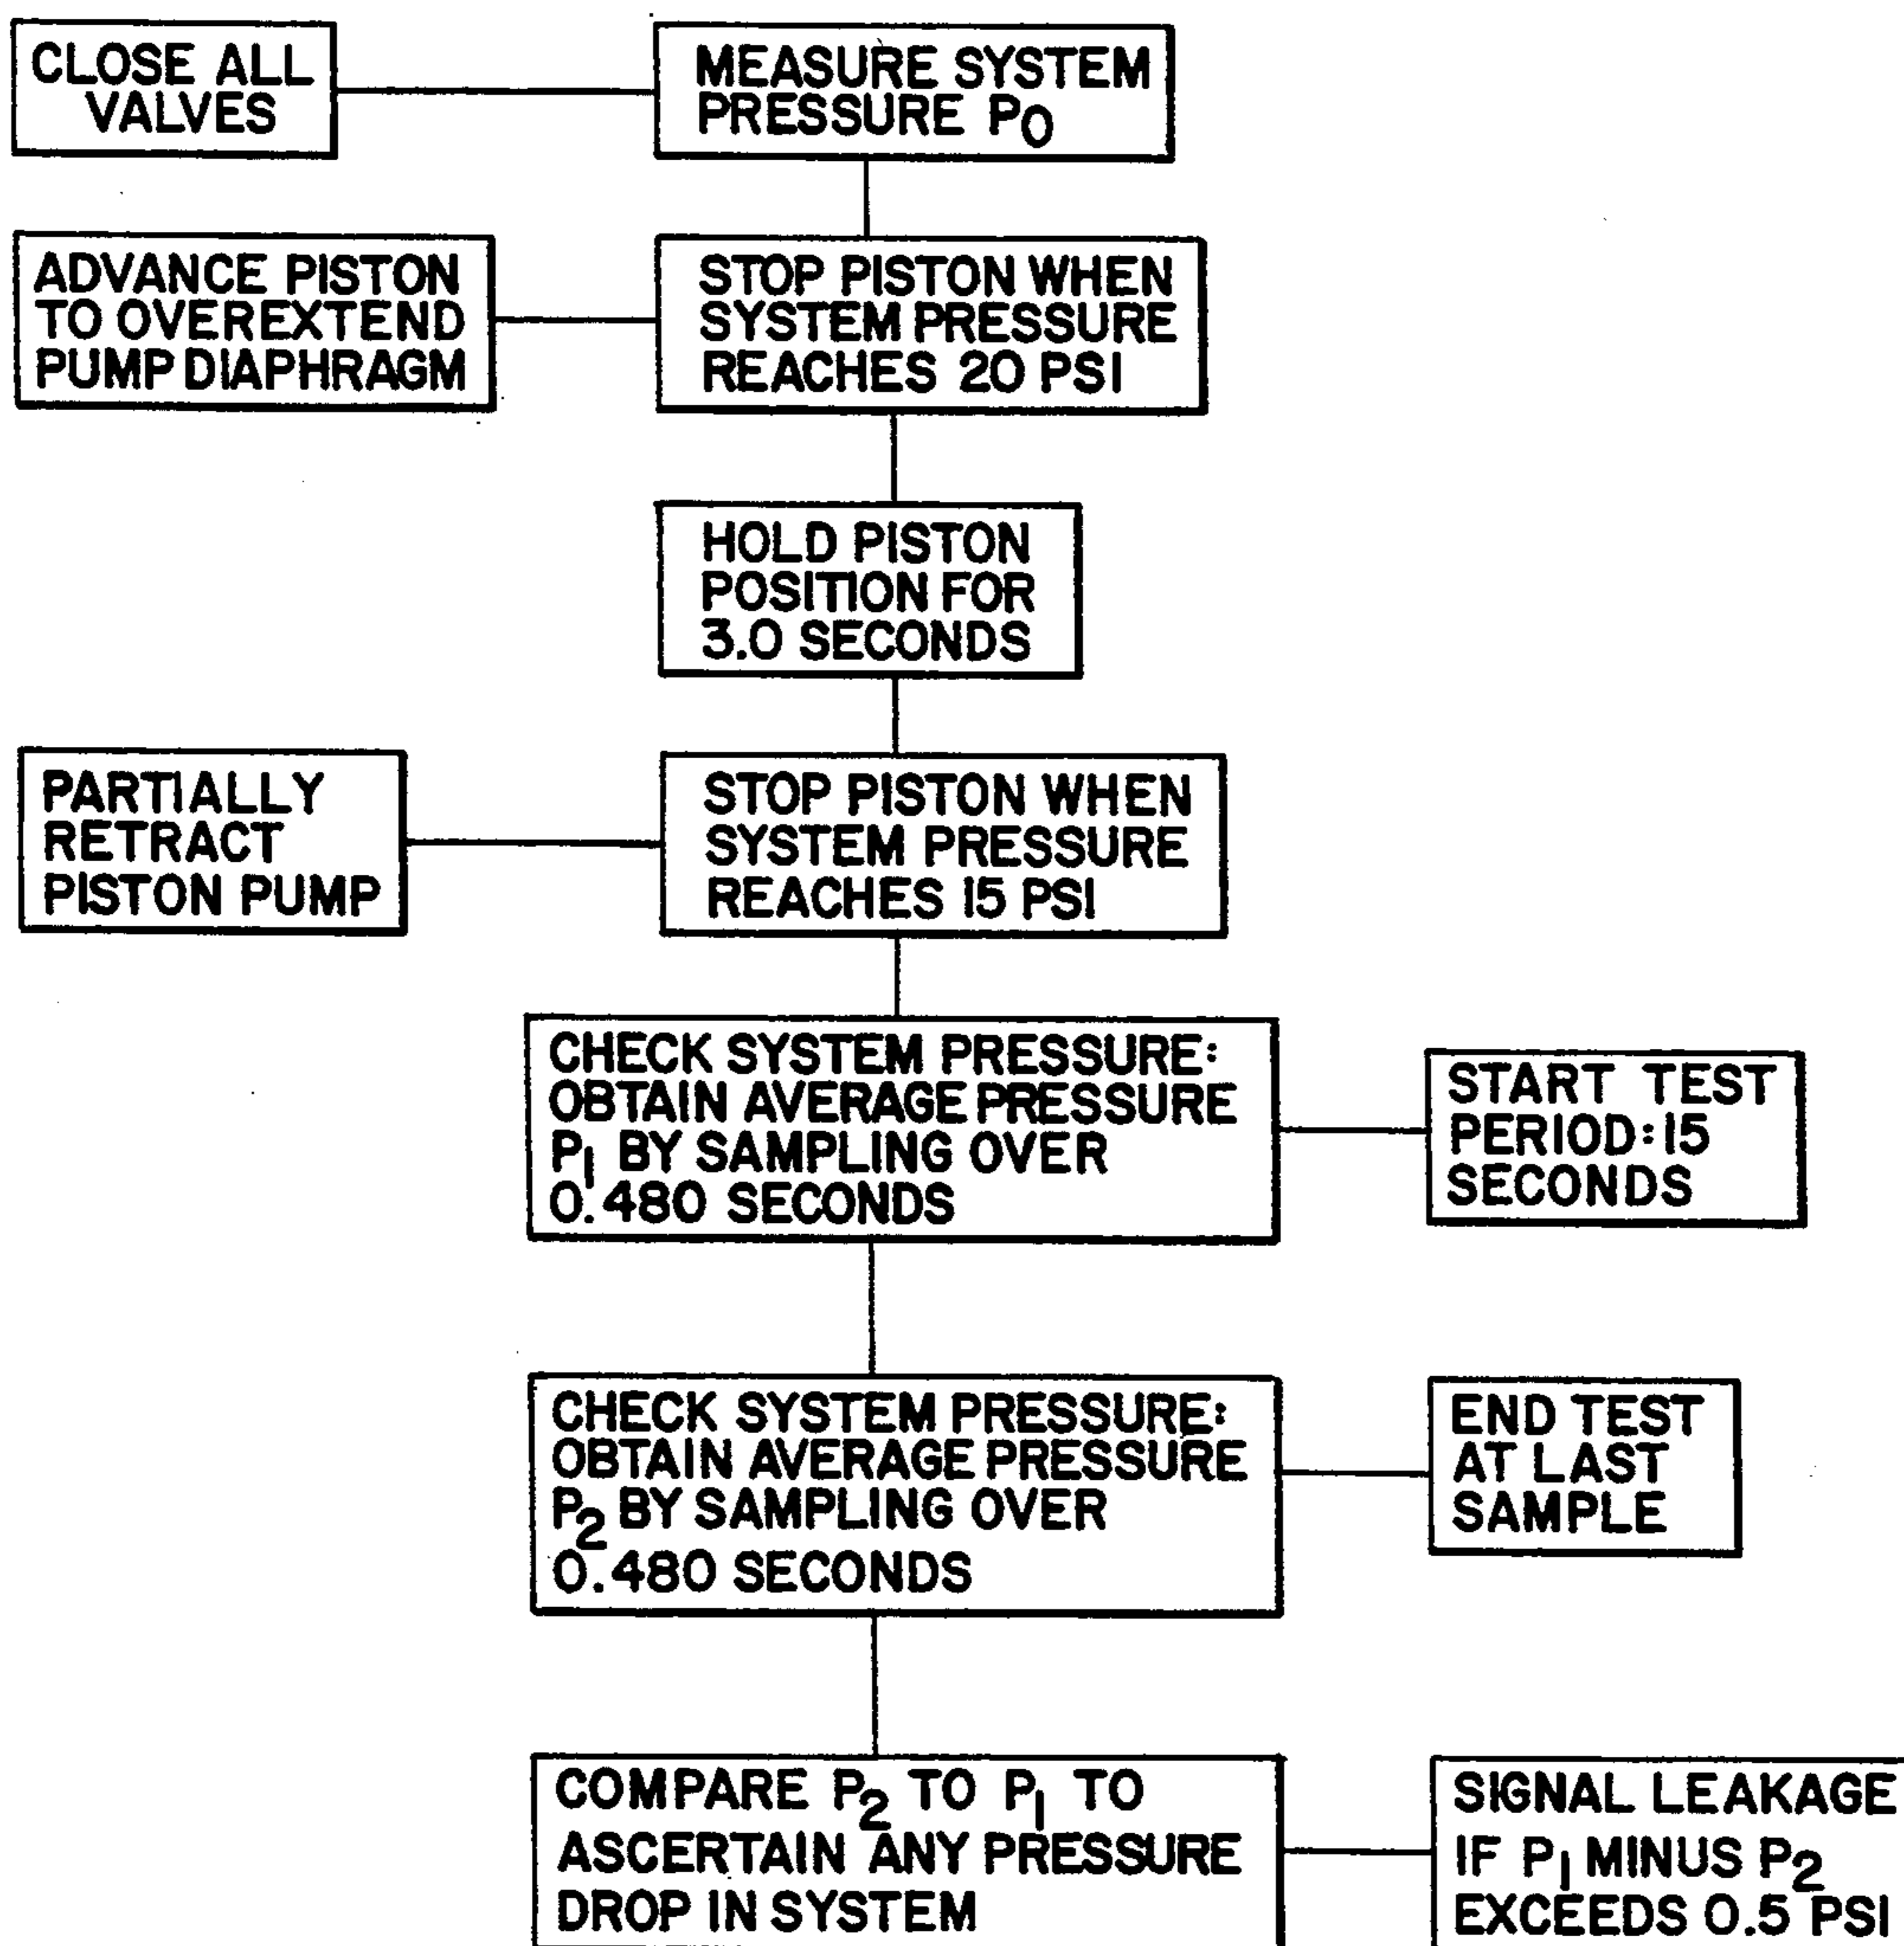 CLOSE ALL
VALVES
MEASURE SYSTEM
PRESSURE P0
ADVANCE PISTON
TO OVEREXTEND
PUMP DIAPHRAGM
STOP PISTON WHEN
SYSTEM PRESSURE
REACHES 20 PSI
HOLD PISTON
POSITION FOR
3.0 SECONDS
PARTIALLY
RETRACT
PISTON PUMP
STOP PISTON WHEN
SYSTEM PRESSURE
REACHES 15 PSI
CHECK SYSTEM PRESSURE:
OBTAIN AVERAGE PRESSURE
P1 BY SAMPLING OVER
0.480 SECONDS
START TEST
PERIOD:15
SECONDS
CHECK SYSTEM PRESSURE:
OBTAIN AVERAGE PRESSURE
P2 BY SAMPLING OVER
0.480 SECONDS
END TEST
AT LAST
SAMPLE
COMPARE P2 TO P1 TO
ASCERTAIN ANY PRESSURE
DROP IN SYSTEM
SIGNAL LEAKAGE
IF P1 MINUS P2
EXCEEDS 0.5 PSI